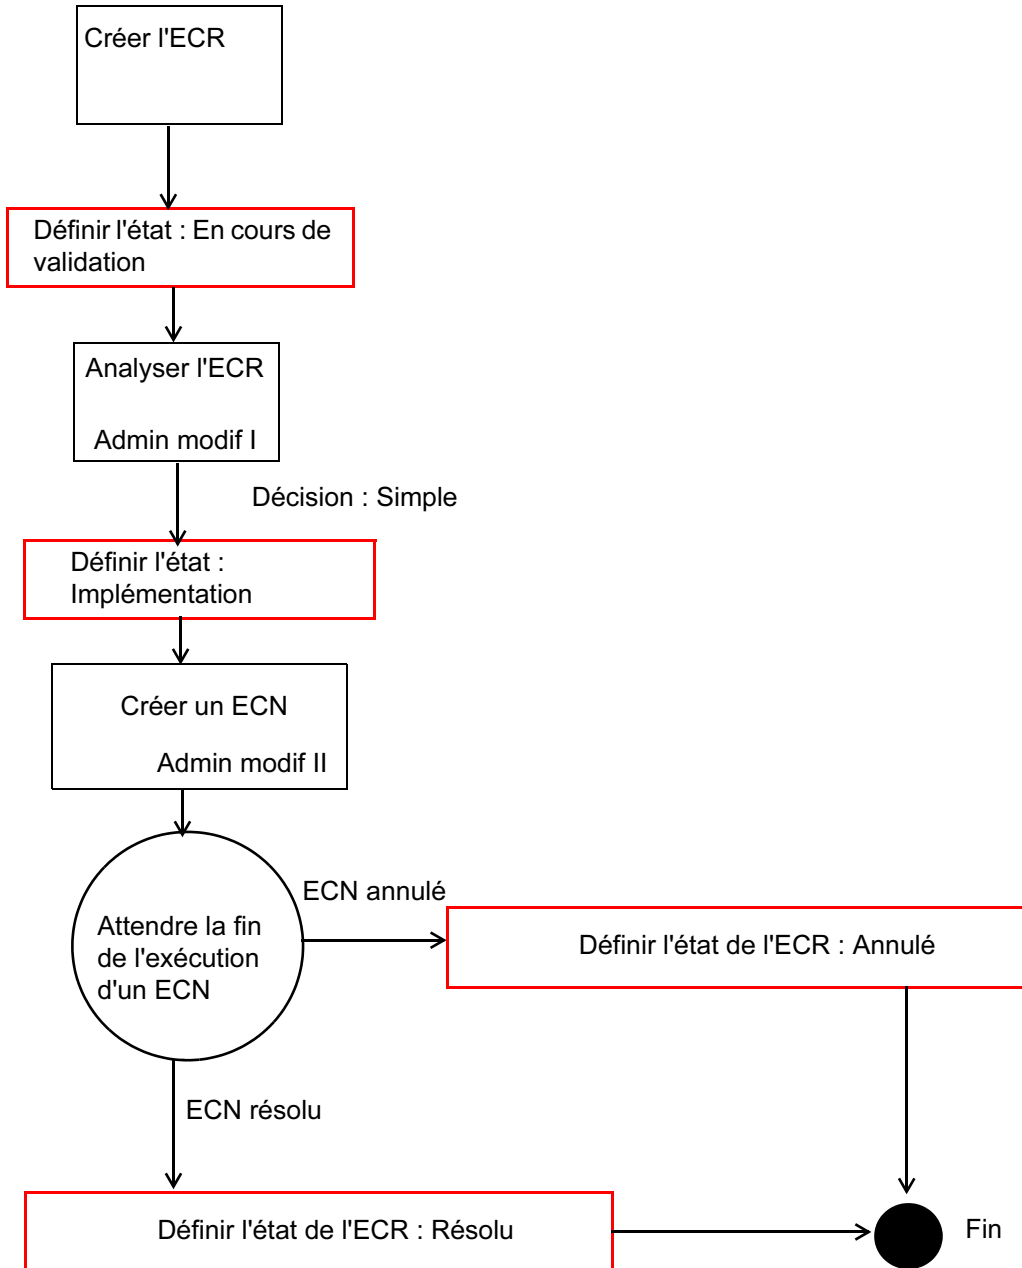 Créer l'ECR
Définir l'état : En cours de
validation
Analyser l'ECR
Admin modif I
Décision : Simple
Définir l'état :
Implémentation
Créer un ECN
Admin modif II
ECN annulé
Attendre la fin
de l'exécution
d'un ECN
Définir l'état de l'ECR : Annulé
ECN résolu
Définir l'état de l'ECR : Résolu
Fin